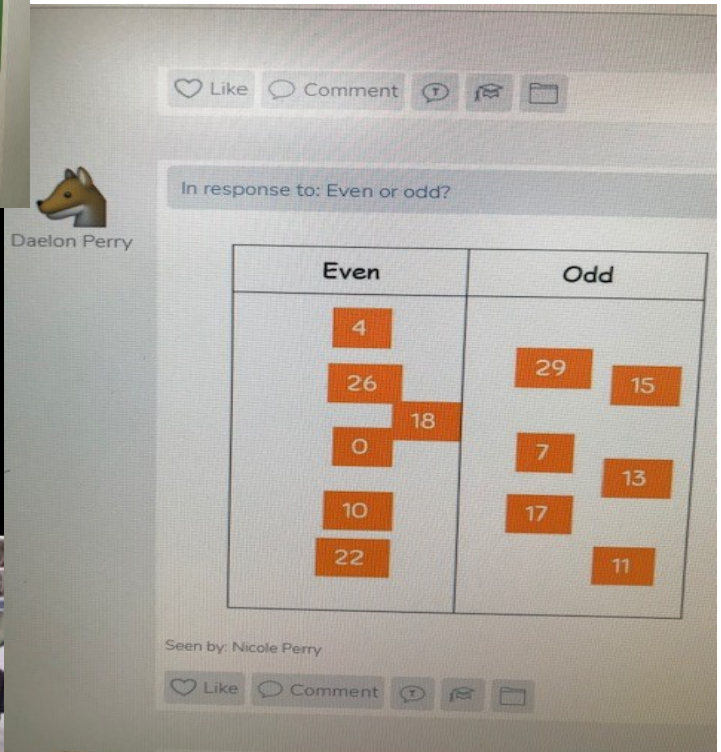 Like Comment T
In response to: Even or odd?
Daelon Perry
Even Odd
4
26
18
0
10
22
29
15
7
13
17
11
Seen by: Nicole Perry
Like Comment T